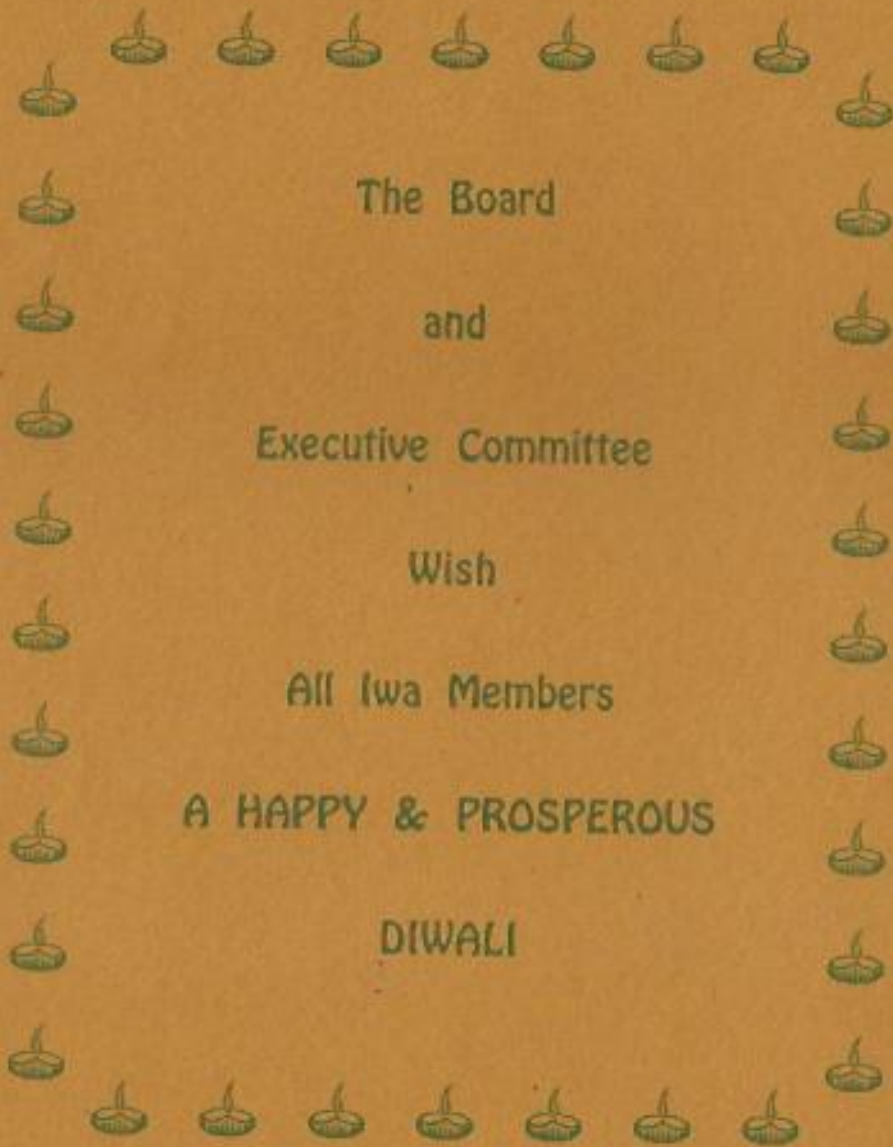 The Board
and
Executive Committee
Wish
All Iwa Members
A HAPPY & PROSPEROUS
DIWALI